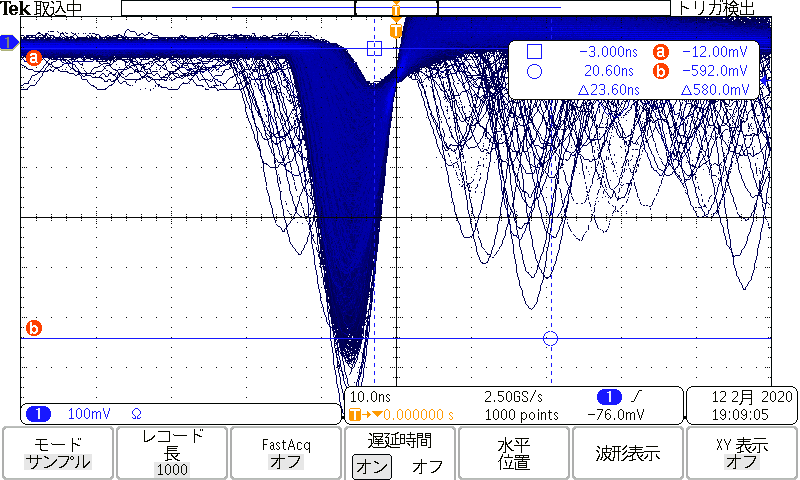 Tek 取込中
トリガ検出
T
T
1
a
-3.000ns a -12.00mV
20.60ns b -592.0mV
△23.60ns △580.0mV
b
1 100mV Ω
10.0ns 2.50GS/s 1
T→▼0.000000 s 1000 points -76.0mV
12 2月 2020
19:09:05
モード
サンプル
レコード
長
1000
FastAcq
オフ
遅延時間
オン オフ
水平
位置
波形表示
XY 表示
オフ